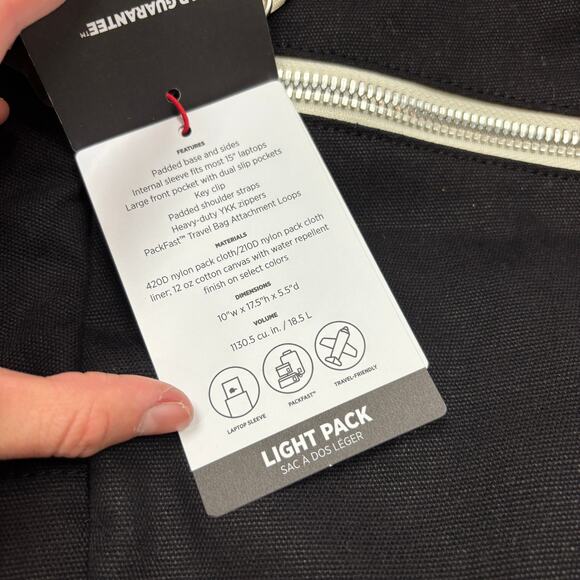 R GUARANTEE™
FEATURES
Padded base and sides
Internal sleeve fits most 15" laptops
Large front pocket with dual slip pockets
Key clip
Padded shoulder straps
Heavy-duty YKK zippers
PackFast™ Travel Bag Attachment Loops
MATERIALS
420D nylon pack cloth/210D nylon pack cloth
liner; 12 oz cotton canvas with water repellent
finish on select colors
DIMENSIONS
10"w x 17.5"h x 5.5"d
VOLUME
1130.5 cu. in. / 18.5 L
LAPTOP SLEEVE
PACKFAST™
TRAVEL-FRIENDLY
LIGHT PACK
SAC À DOS LÉGER